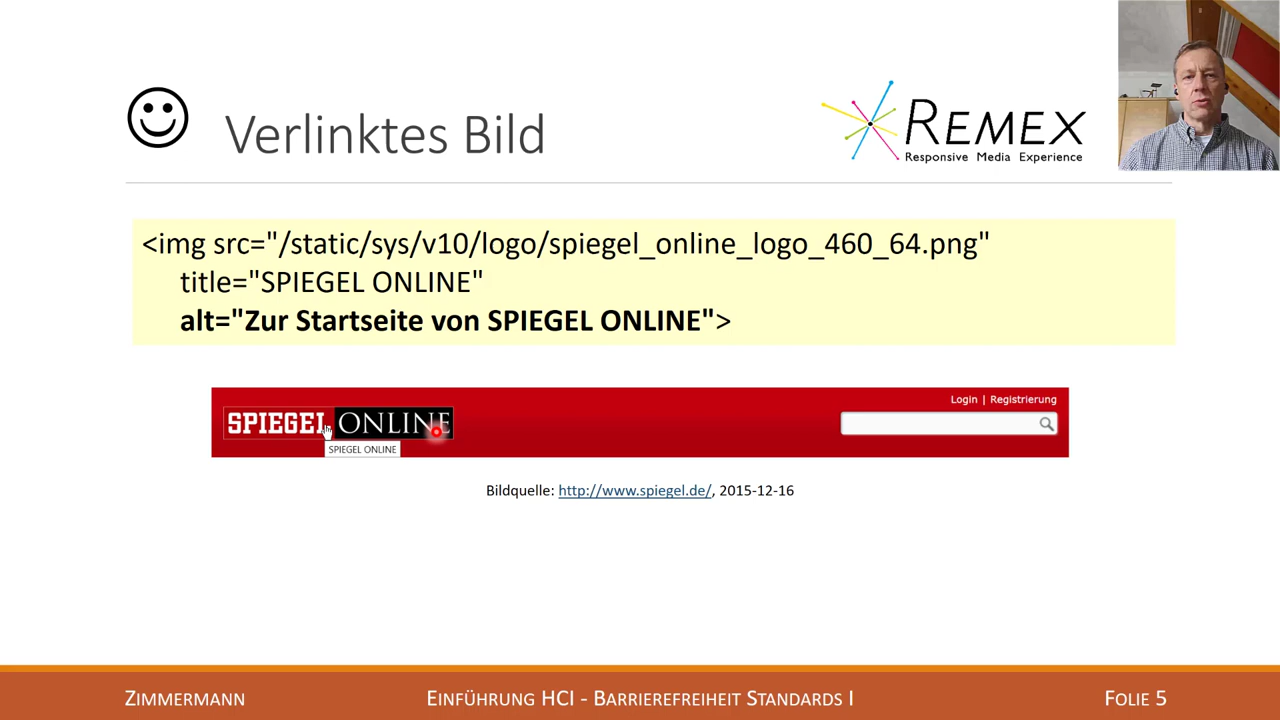 Verlinktes Bild
REMEX
Responsive Media Experience
<img src="/static/sys/v10/logo/spiegel_online_logo_460_64.png"
title="SPIEGEL ONLINE"
alt="Zur Startseite von SPIEGEL ONLINE">
Login | Registrierung
SPIEGEL ONLINE
SPIEGEL ONLINE
Bildquelle: http://www.spiegel.de/, 2015-12-16
ZIMMERMANN
EINFÜHRUNG HCI - BARRIEREFREIHEIT STANDARDS I
FOLIE 5